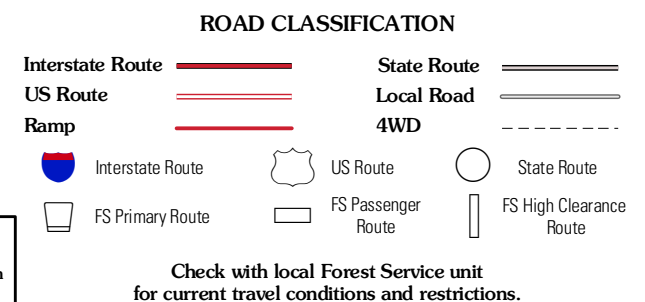 ROAD CLASSIFICATION
Interstate Route
State Route
US Route
Local Road
Ramp
4WD
Interstate Route
US Route
State Route
FS Primary Route
FS Passenger
Route
FS High Clearance
Route
Check with local Forest Service unit
for current travel conditions and restrictions.